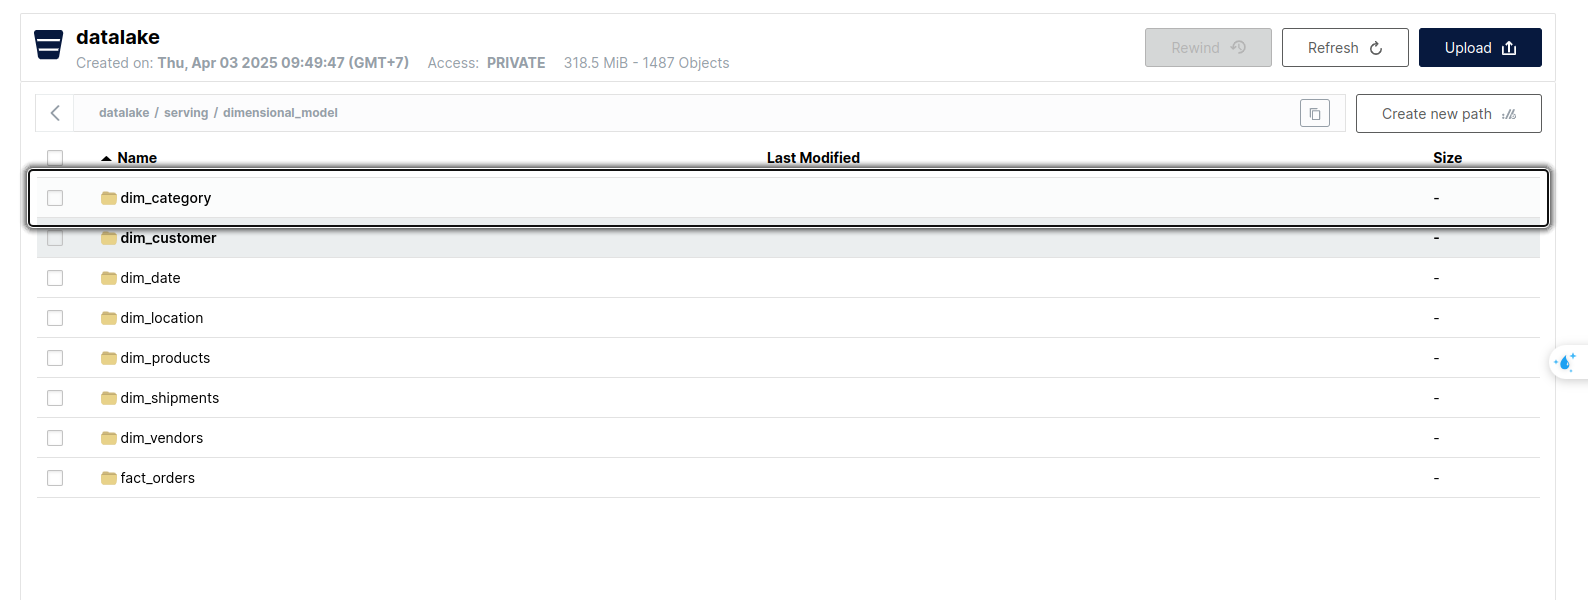 datalake
Created on: Thu, Apr 03 2025 09:49:47 (GMT+7) Access: PRIVATE 318.5 MiB - 1487 Objects
Rewind Refresh Upload
datalake / serving / dimensional_model
Create new path
Name Last Modified Size
dim_category -
dim_customer -
dim_date -
dim_location -
dim_products -
dim_shipments -
dim_vendors -
fact_orders -